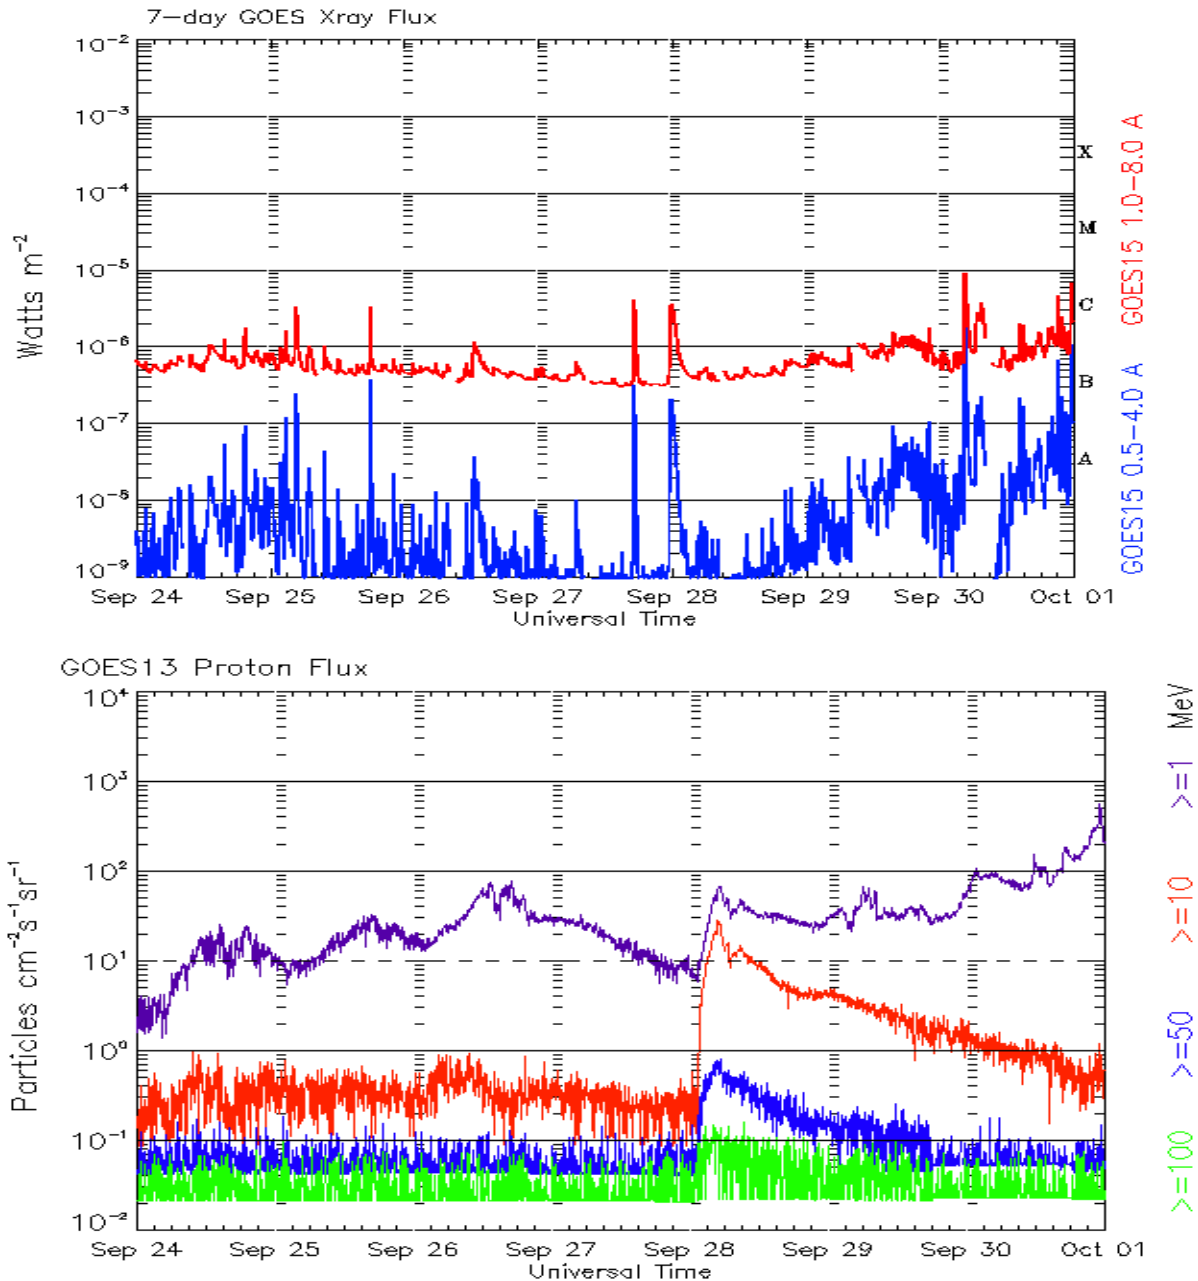 7-day GOES Xray Flux
10⁻²
10⁻³
10⁻⁴
10⁻⁵
10⁻⁶
10⁻⁷
10⁻⁸
10⁻⁹
Watts m⁻²
X
M
C
B
A
GOES15 1.0-8.0 A
GOES15 0.5-4.0 A
Sep 24 Sep 25 Sep 26 Sep 27 Sep 28 Sep 29 Sep 30 Oct 01
Universal Time
GOES13 Proton Flux
10⁴
10³
10²
10¹
10⁰
10⁻¹
10⁻²
Particles cm⁻²s⁻¹sr⁻¹
>=1 MeV
>=10
>=50
>=100
Sep 24 Sep 25 Sep 26 Sep 27 Sep 28 Sep 29 Sep 30 Oct 01
Universal Time